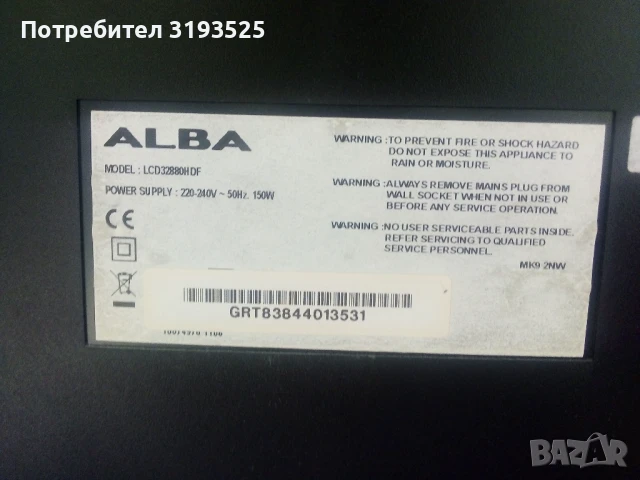 Потребител 3193525
ALBA
MODEL : LCD32880HDF
POWER SUPPLY : 220-240V ~ 50Hz. 150W
WARNING :TO PREVENT FIRE OR SHOCK HAZARD
DO NOT EXPOSE THIS APPLIANCE TO
RAIN OR MOISTURE.
WARNING :ALWAYS REMOVE MAINS PLUG FROM
WALL SOCKET WHEN NOT IN USE OR
BEFORE ANY SERVICE OPERATION.
WARNING :NO USER SERVICEABLE PARTS INSIDE.
REFER SERVICING TO QUALIFIED
SERVICE PERSONNEL.
MK9 2NW
CE
GRT83844013531
BAZAR